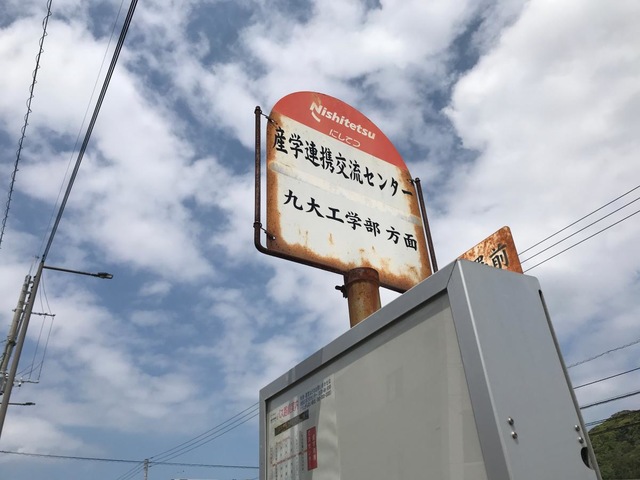 Nishitetsu
にしてつ
産学連携交流センター
九大工学部 方面
前